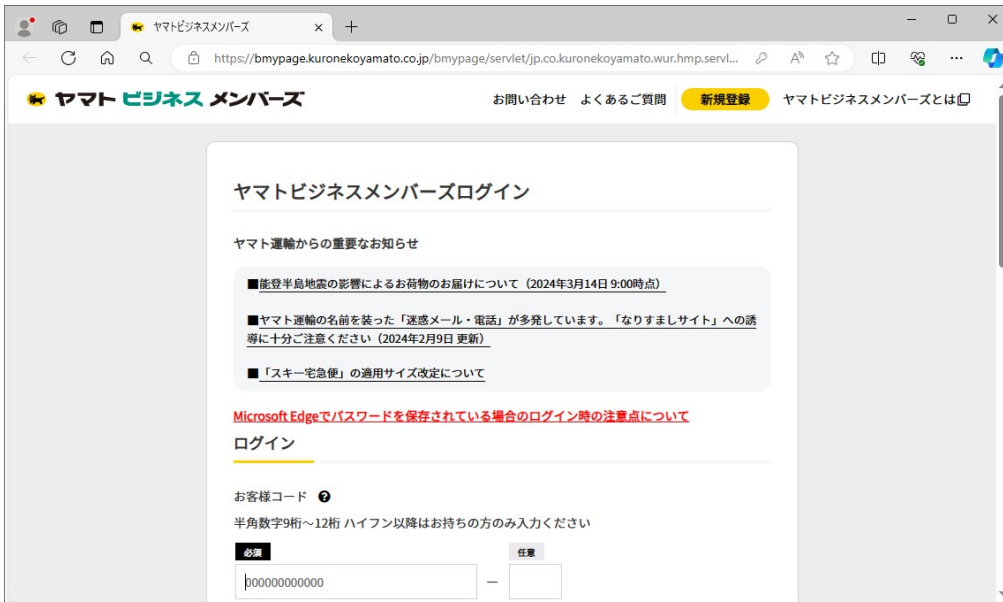 ヤマトビジネスメンバーズ
https://bmypage.kuronekoyamato.co.jp/bmypage/servlet/jp.co.kuronekoyamato.wur.hmp.servl...
ヤマト ビジネス メンバーズ
お問い合わせ よくあるご質問 新規登録 ヤマトビジネスメンバーズとは
ヤマトビジネスメンバーズログイン
ヤマト運輸からの重要なお知らせ
■能登半島地震の影響によるお荷物のお届けについて（2024年3月14日 9:00時点）
■ヤマト運輸の名前を装った「迷惑メール・電話」が多発しています。「なりすましサイト」への誘
導に十分ご注意ください（2024年2月9日 更新）
■「スキー宅急便」の適用サイズ改定について
Microsoft Edgeでパスワードを保存されている場合のログイン時の注意点について
ログイン
お客様コード ?
半角数字9桁～12桁 ハイフン以降はお持ちの方のみ入力ください
必須 任意
000000000000 ―